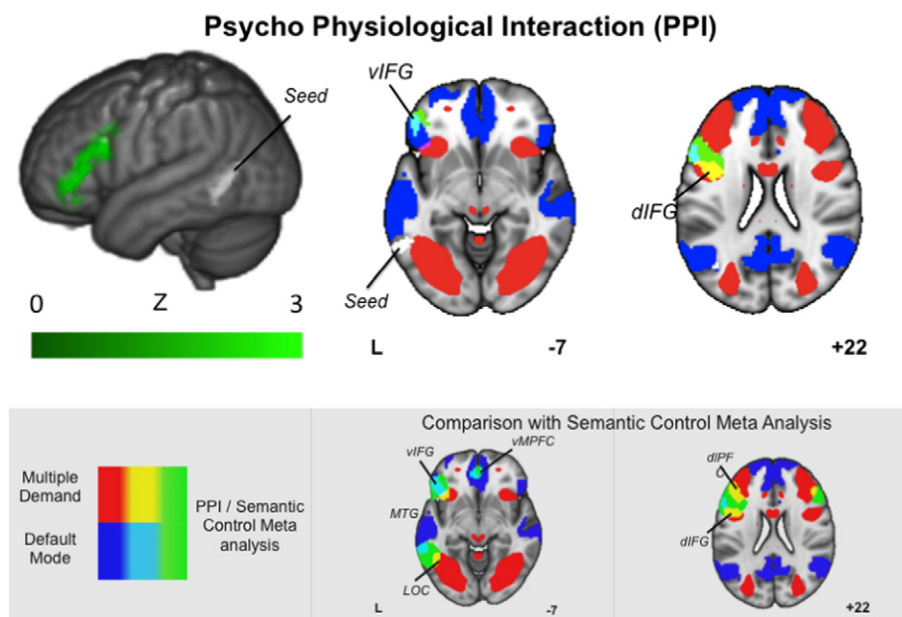 Psycho Physiological Interaction (PPI)
vIFG
Seed
dIFG
Seed
0 Z 3
L -7 +22
Comparison with Semantic Control Meta Analysis
vIFG vMPFC
dlPF
C
Multiple
Demand
PPI / Semantic
Control Meta
analysis
Default
Mode
MTG
dIFG
LOC
L -7 +22